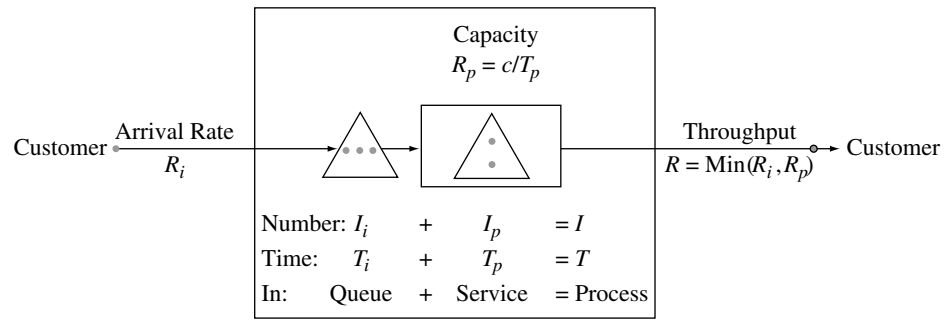 Capacity
R_p = c/T_p
Customer
Arrival Rate
R_i
Throughput
R = Min(R_i, R_p)
Customer
Number: I_i + I_p = I
Time: T_i + T_p = T
In: Queue + Service = Process